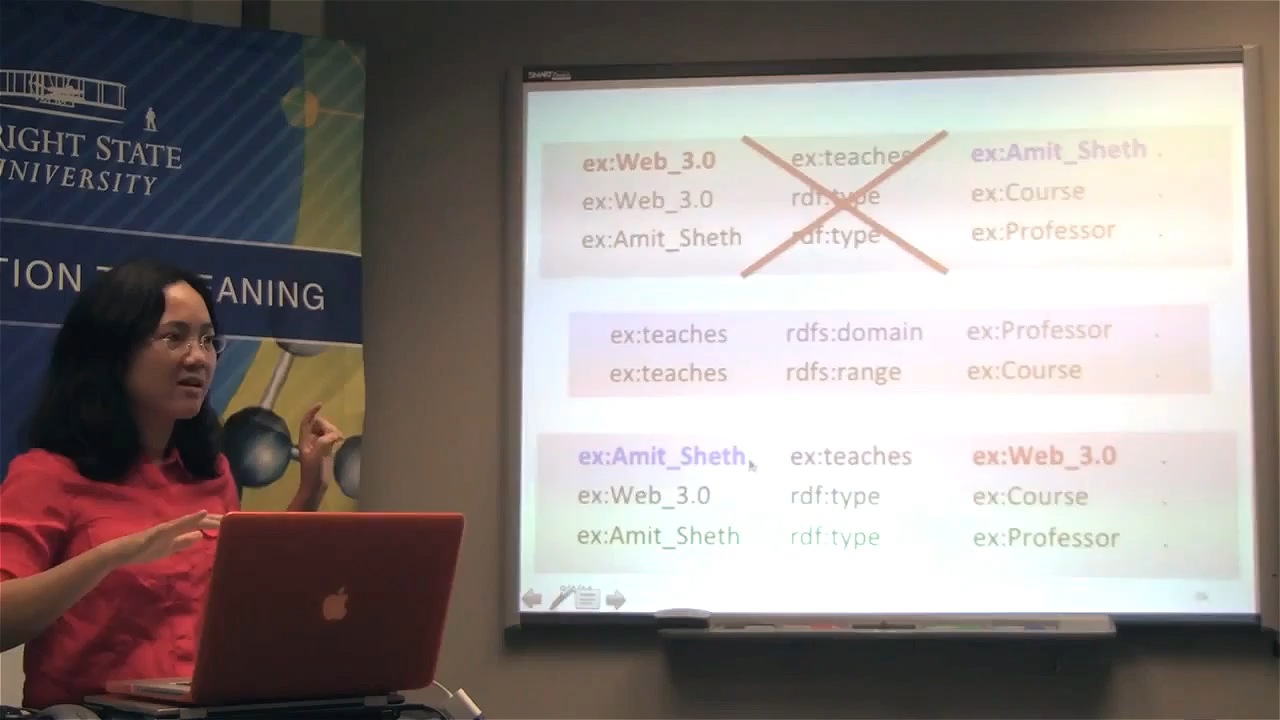 RIGHT STATE
UNIVERSITY
TION EANING
SMART
ex:Web_3.0 ex:teaches ex:Amit_Sheth .
ex:Web_3.0 rdf:type ex:Course .
ex:Amit_Sheth rdf:type ex:Professor .
ex:teaches rdfs:domain ex:Professor .
ex:teaches rdfs:range ex:Course .
ex:Amit_Sheth ex:teaches ex:Web_3.0 .
ex:Web_3.0 rdf:type ex:Course .
ex:Amit_Sheth rdf:type ex:Professor .